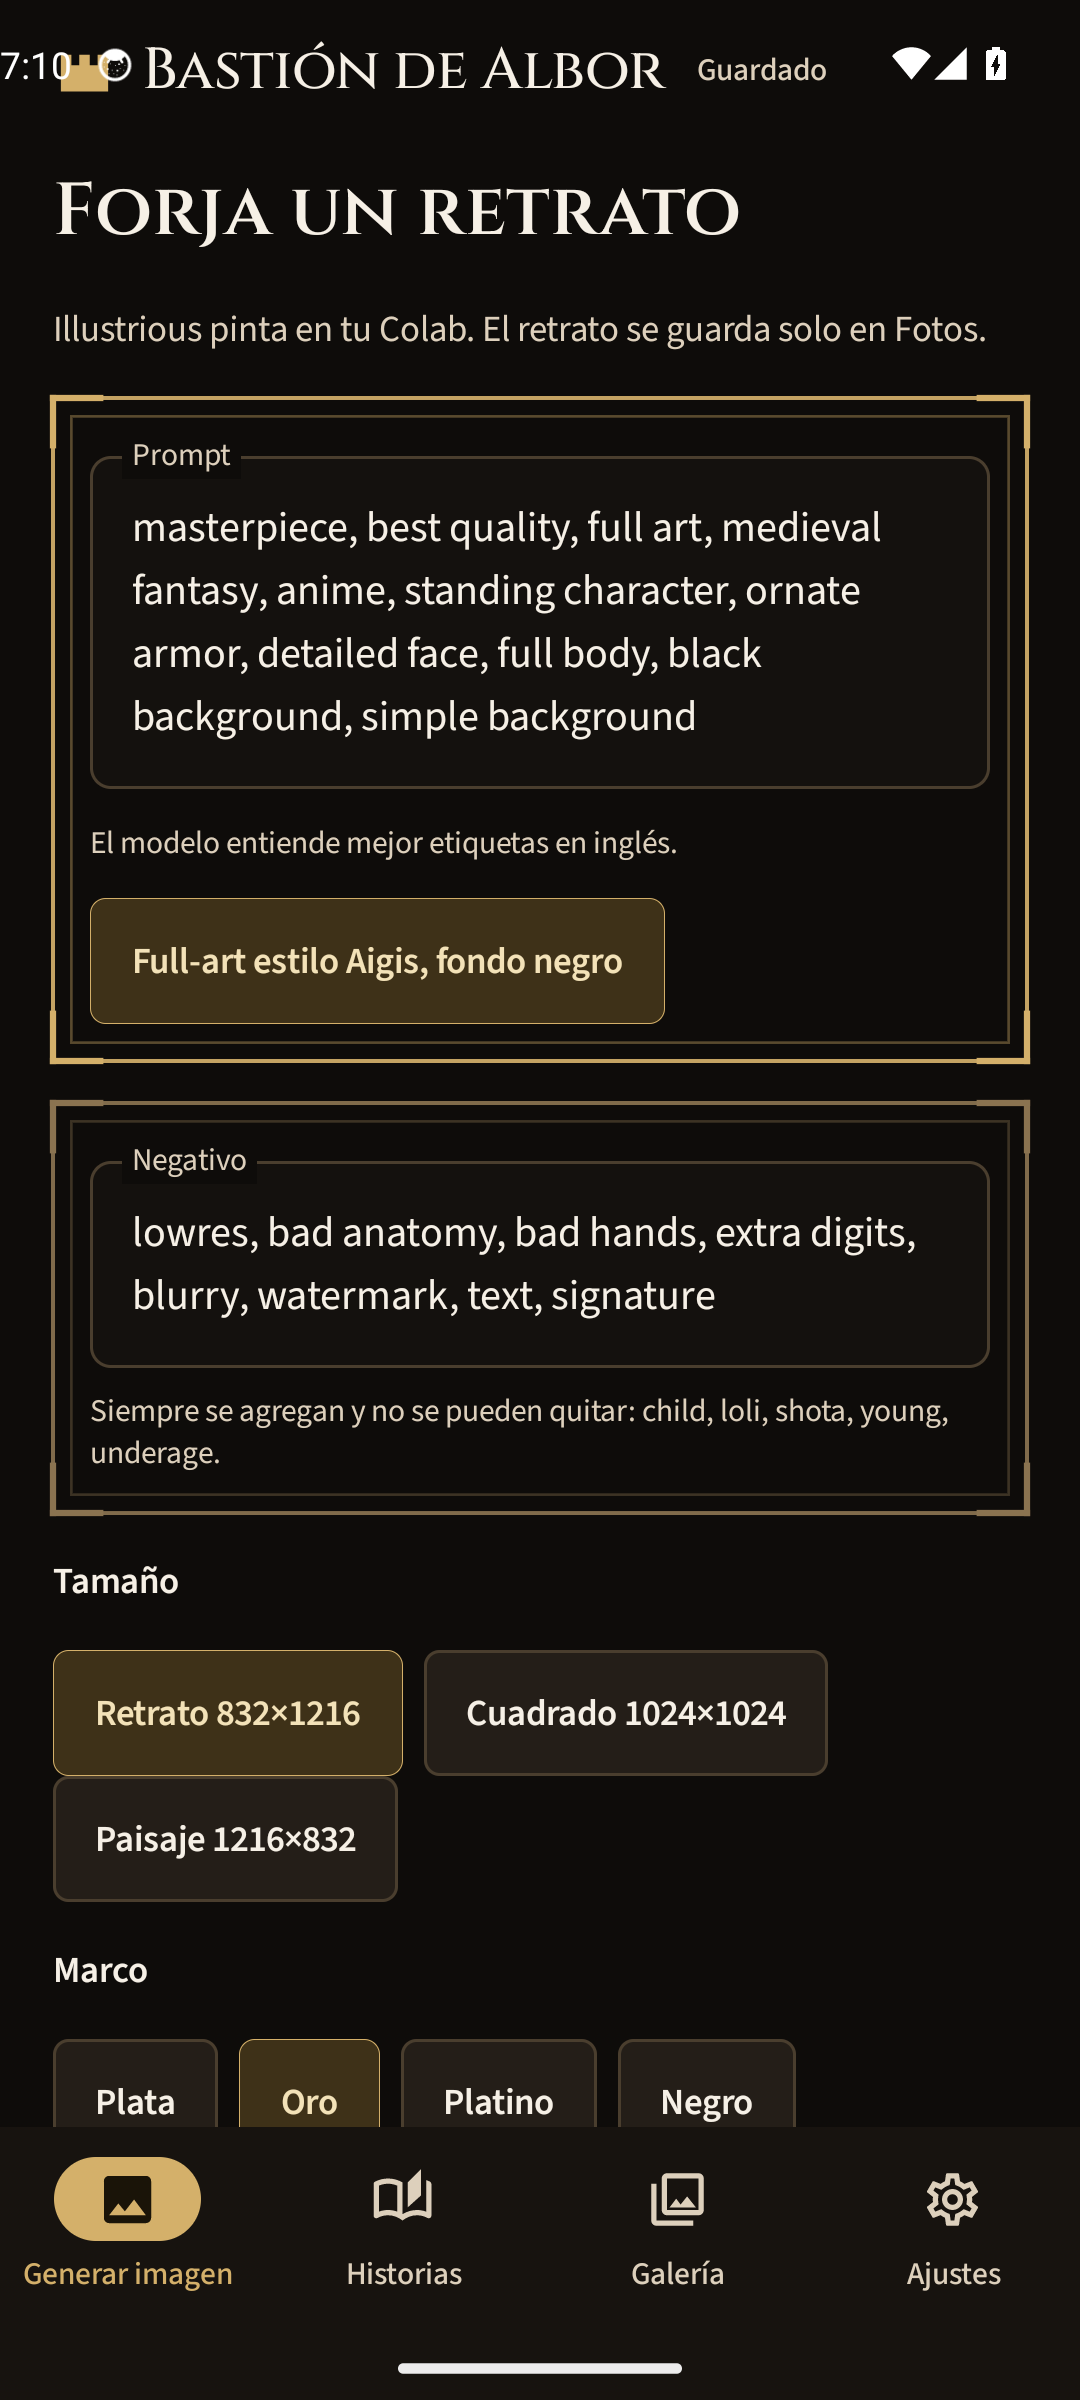 7:10
Bastión de Albor
Guardado
Forja un retrato
Illustrious pinta en tu Colab. El retrato se guarda solo en Fotos.
Prompt
masterpiece, best quality, full art, medieval
fantasy, anime, standing character, ornate
armor, detailed face, full body, black
background, simple background
El modelo entiende mejor etiquetas en inglés.
Full-art estilo Aigis, fondo negro
Negativo
lowres, bad anatomy, bad hands, extra digits,
blurry, watermark, text, signature
Siempre se agregan y no se pueden quitar: child, loli, shota, young,
underage.
Tamaño
Retrato 832×1216
Cuadrado 1024×1024
Paisaje 1216×832
Marco
Plata
Oro
Platino
Negro
Generar imagen
Historias
Galería
Ajustes